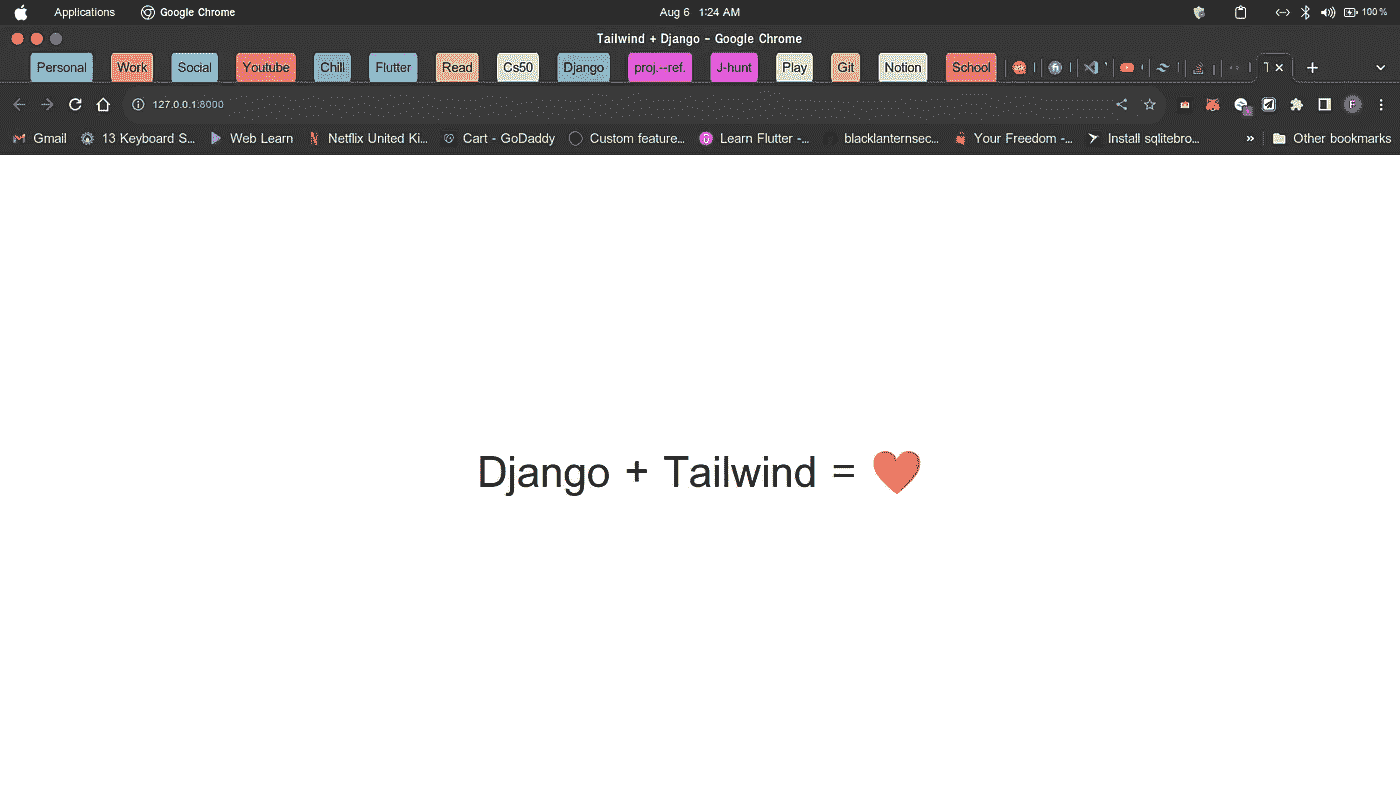 Applications Google Chrome Aug 6 1:24 AM 100 %
Tailwind + Django - Google Chrome
Personal Work Social Youtube Chill Flutter Read Cs50 Django proj.--ref. J-hunt Play Git Notion School
127.0.0.1:8000 F
Gmail 13 Keyboard S... Web Learn Netflix United Ki... Cart - GoDaddy Custom feature... Learn Flutter -... blacklanternsec... Your Freedom -... Install sqlitebro... » Other bookmarks
Django + Tailwind = ❤